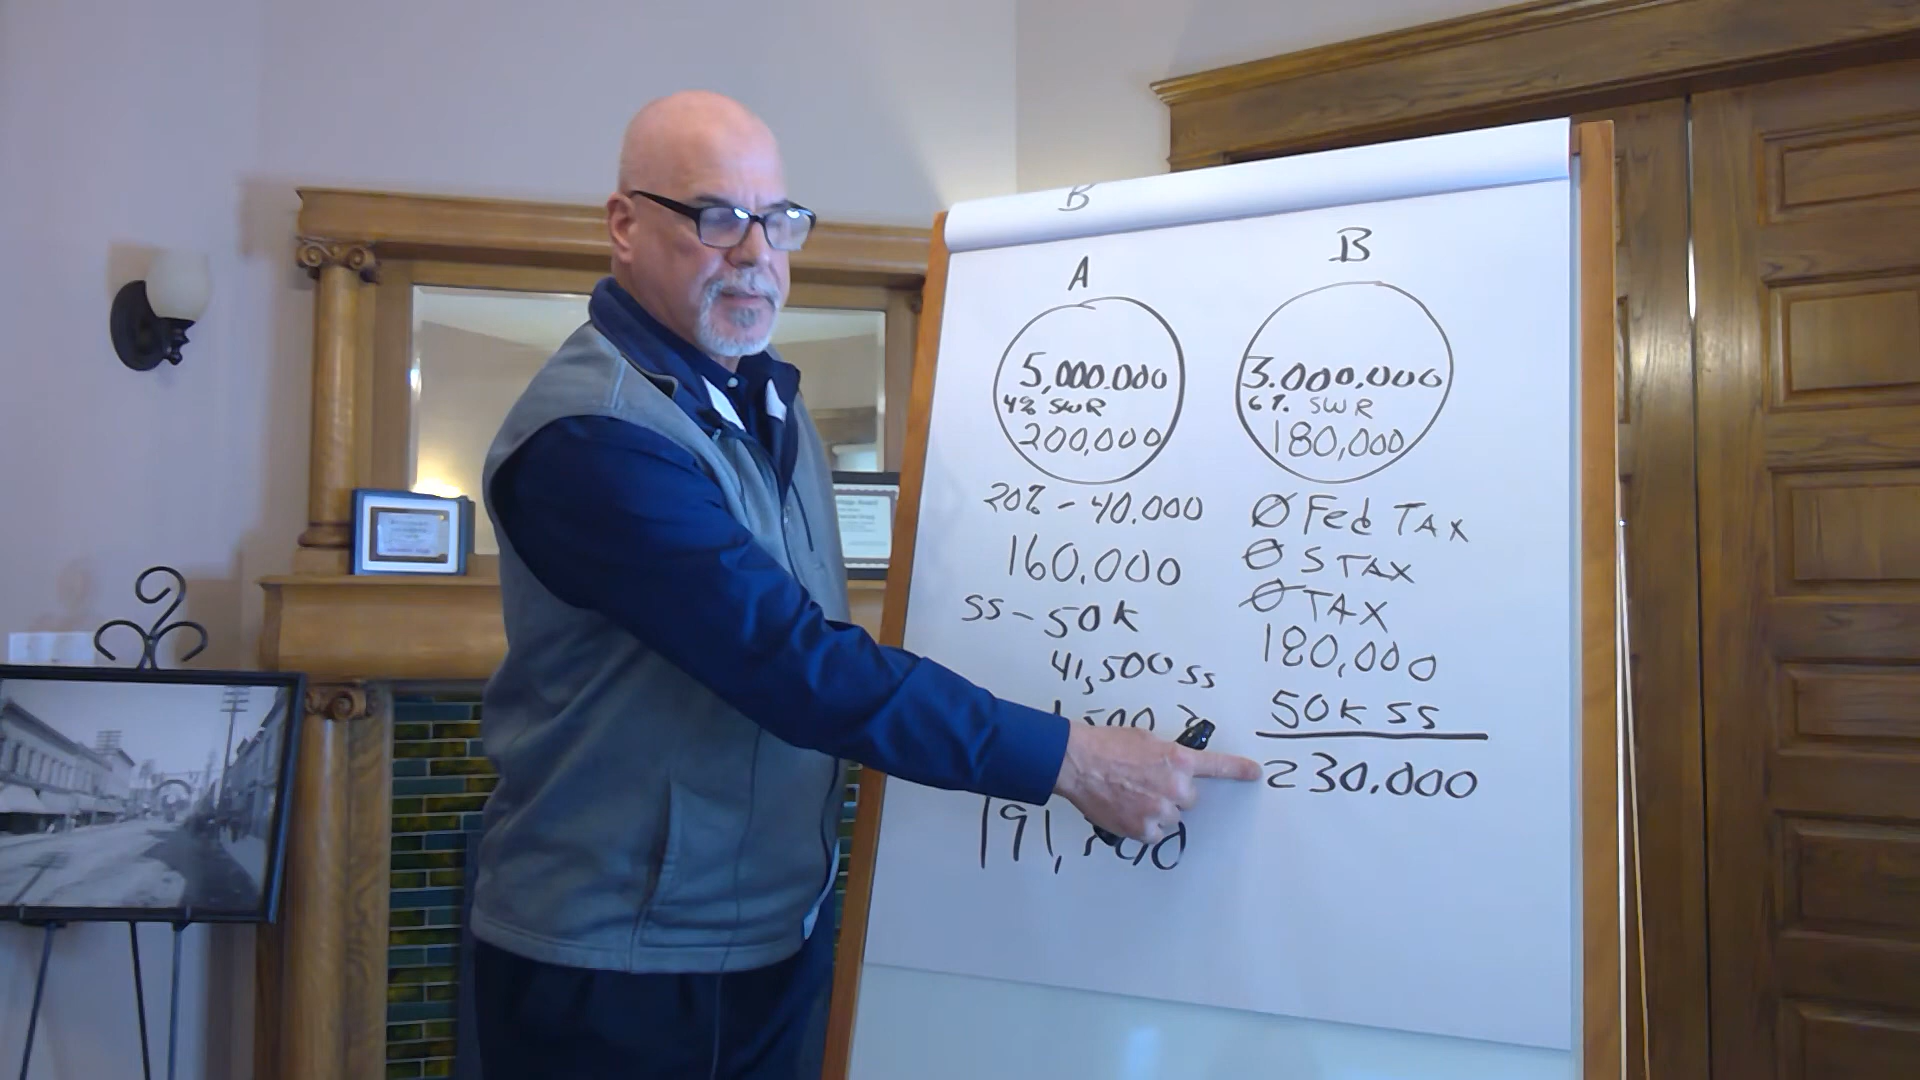 B
A
5,000.000
4% SWR
200,000
20% - 40.000
160.000
SS - 50K
41,500 SS
191,
B
3.000,000
6%. SWR
180,000
Ø Fed TAX
Ø S TAX
Ø TAX
180,000
50K SS
230.000